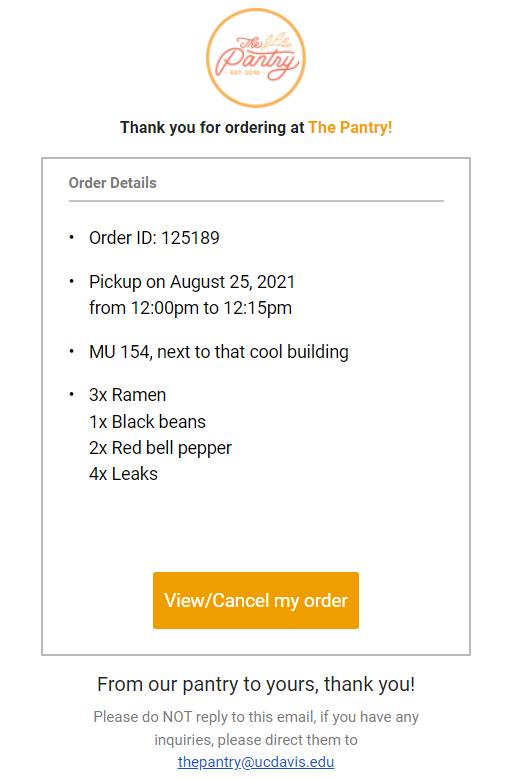 The
Pantry
EST. 2010
Thank you for ordering at The Pantry!
Order Details
• Order ID: 125189
• Pickup on August 25, 2021
from 12:00pm to 12:15pm
• MU 154, next to that cool building
• 3x Ramen
1x Black beans
2x Red bell pepper
4x Leaks
View/Cancel my order
From our pantry to yours, thank you!
Please do NOT reply to this email, if you have any
inquiries, please direct them to
thepantry@ucdavis.edu